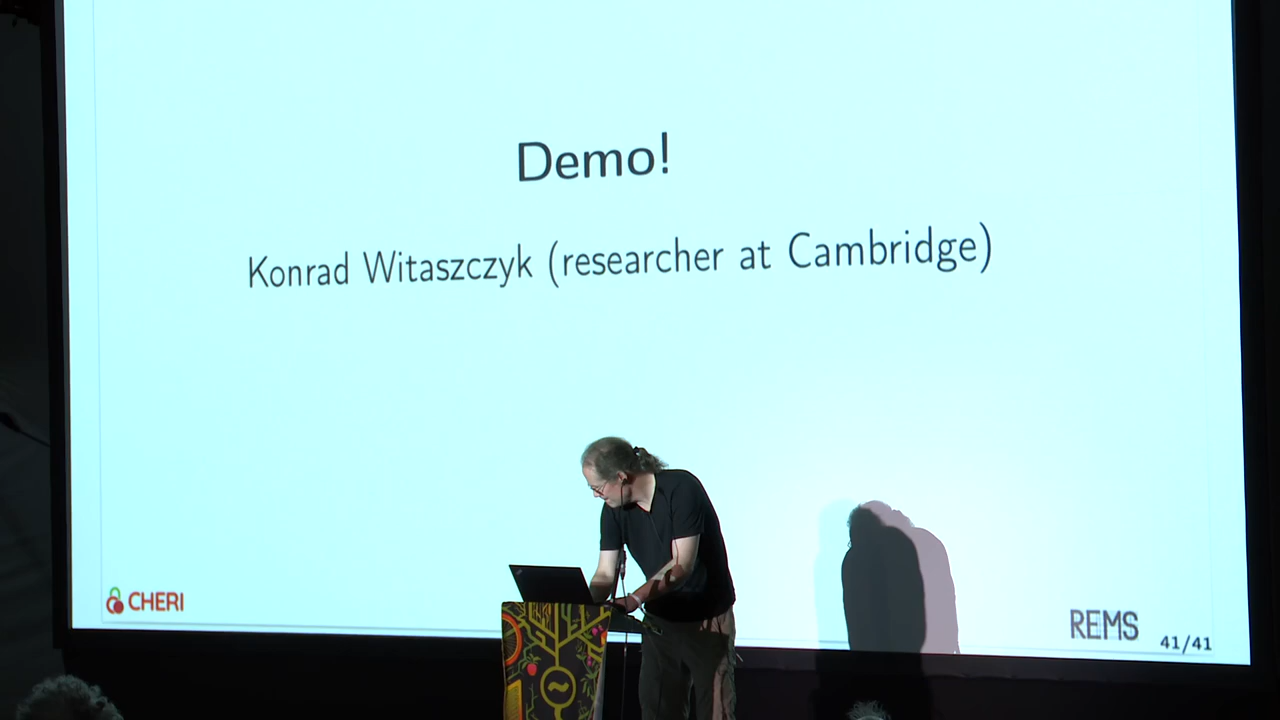 Demo!
Konrad Witaszczyk (researcher at Cambridge)
CHERI
REMS
41/41
~